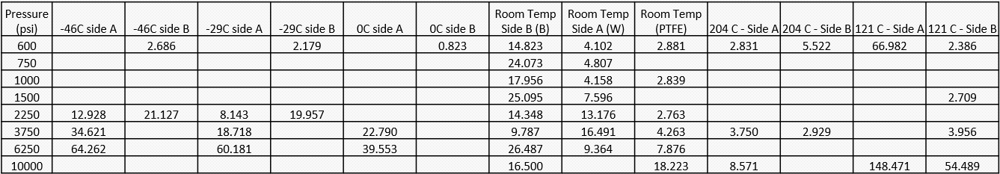 Pressure (psi) | -46C side A | -46C side B | -29C side A | -29C side B | 0C side A | 0C side B | Room Temp Side B (B) | Room Temp Side A (W) | Room Temp (PTFE) | 204 C - Side A | 204 C - Side B | 121 C - Side A | 121 C - Side B
600 | | 2.686 | | 2.179 | | 0.823 | 14.823 | 4.102 | 2.881 | 2.831 | 5.522 | 66.982 | 2.386
750 | | | | | | | 24.073 | 4.807 | | | | |
1000 | | | | | | | 17.956 | 4.158 | 2.839 | | | |
1500 | | | | | | | 25.095 | 7.596 | | | | | 2.709
2250 | 12.928 | 21.127 | 8.143 | 19.957 | | | 14.348 | 13.176 | 2.763 | | | |
3750 | 34.621 | | 18.718 | | 22.790 | | 9.787 | 16.491 | 4.263 | 3.750 | 2.929 | | 3.956
6250 | 64.262 | | 60.181 | | 39.553 | | 26.487 | 9.364 | 7.876 | | | |
10000 | | | | | | | 16.500 | | 18.223 | 8.571 | | 148.471 | 54.489